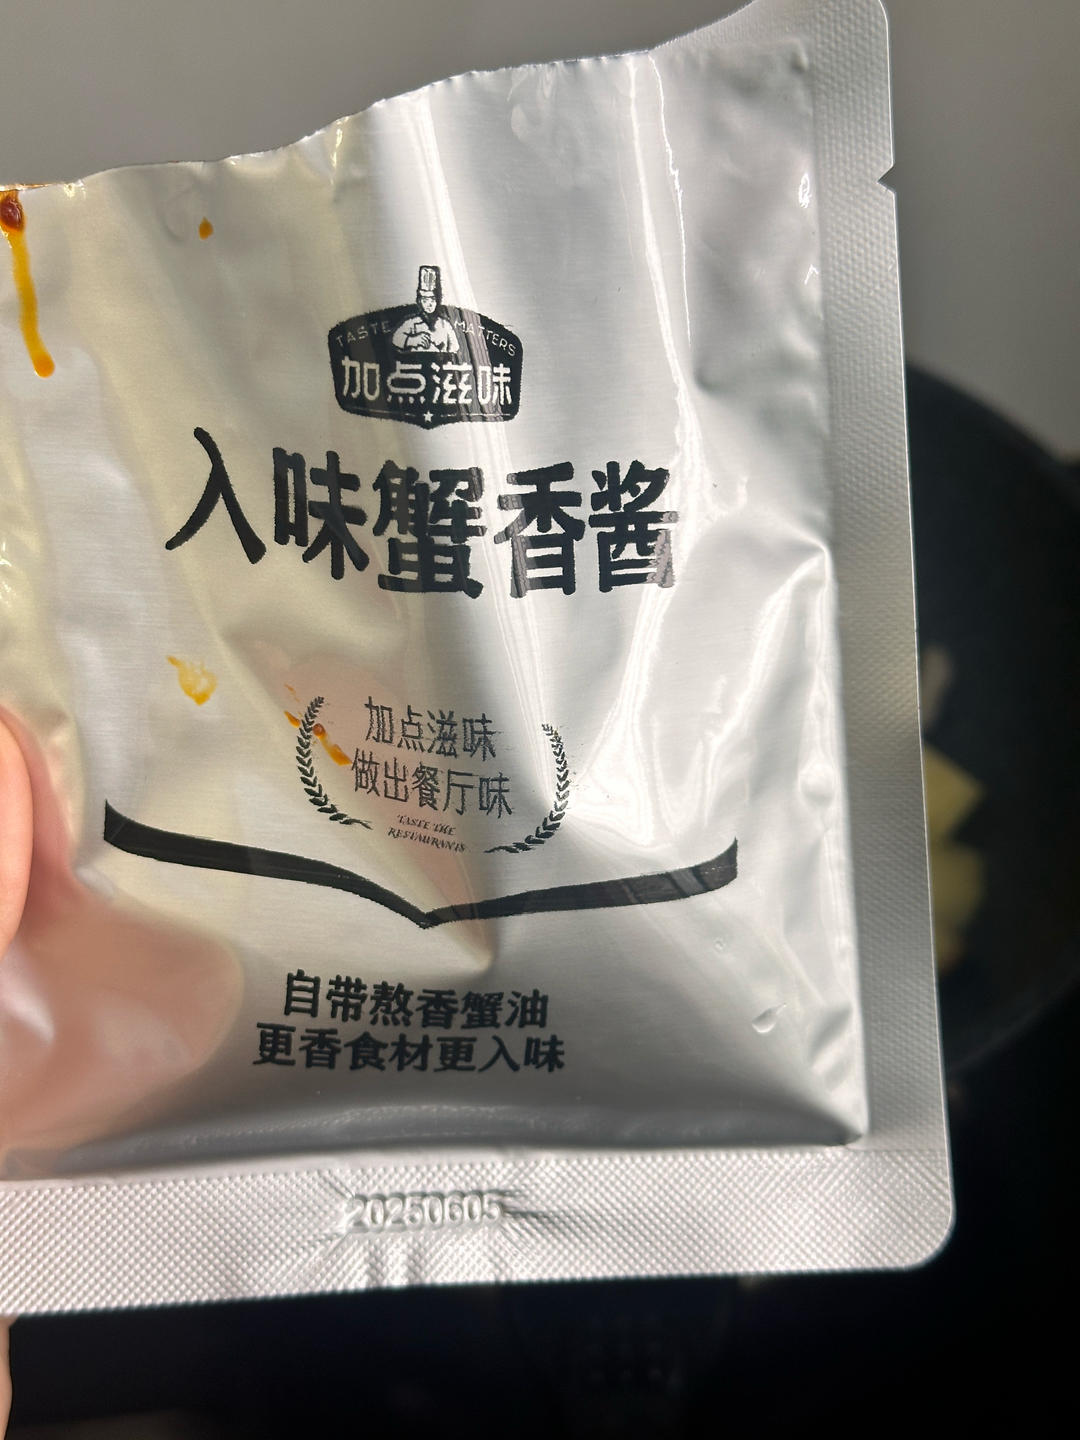 TASTE MATTERS
加点滋味
入味蟹香酱
加点滋味
做出餐厅味
TASTE THE
RESTAURANTS
自带熬香蟹油
更香食材更入味
20250605